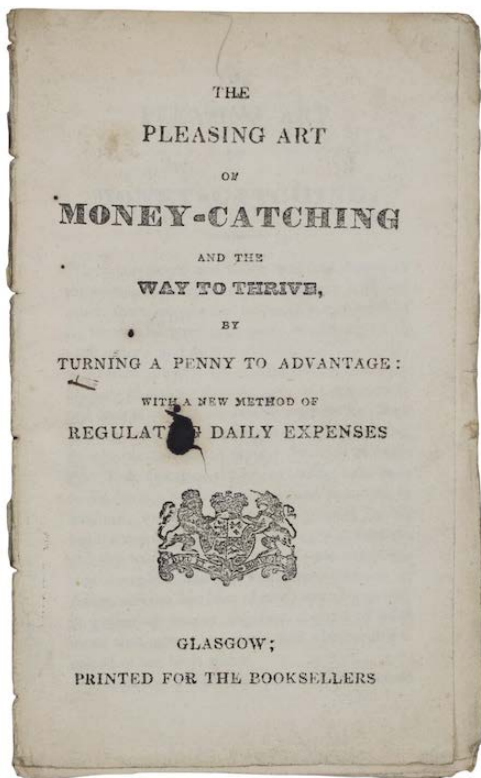 THE
PLEASING ART
OF
MONEY-CATCHING
AND THE
WAY TO THRIVE,
BY
TURNING A PENNY TO ADVANTAGE:
WITH A NEW METHOD OF
REGULATING DAILY EXPENSES
GLASGOW;
PRINTED FOR THE BOOKSELLERS